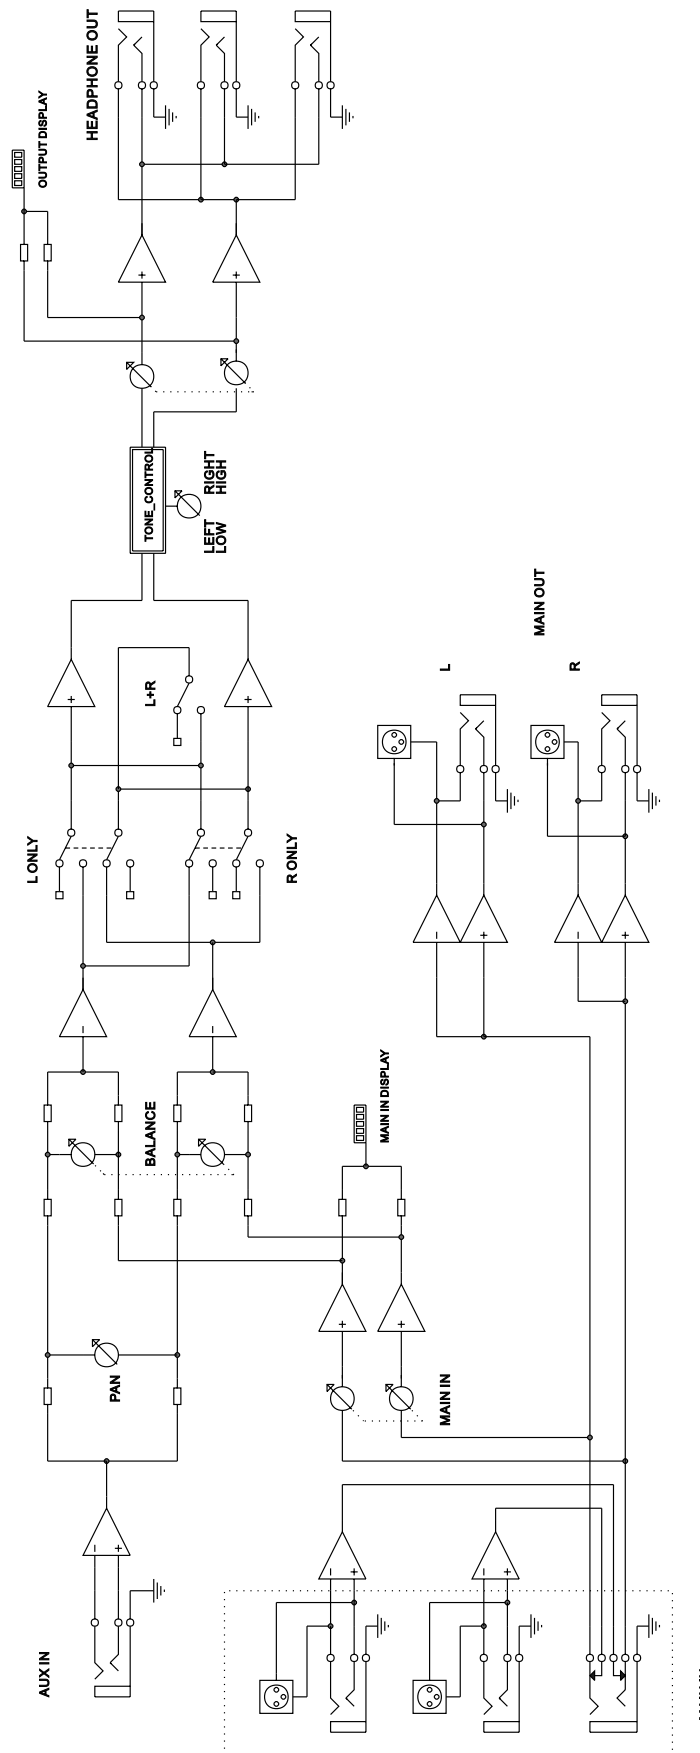 HEADPHONE OUT
OUTPUT DISPLAY
TONE_CONTROL
LEFT RIGHT
LOW HIGH
L+R
L ONLY
R ONLY
L
R
MAIN OUT
BALANCE
MAIN IN DISPLAY
PAN
MAIN IN
AUX IN